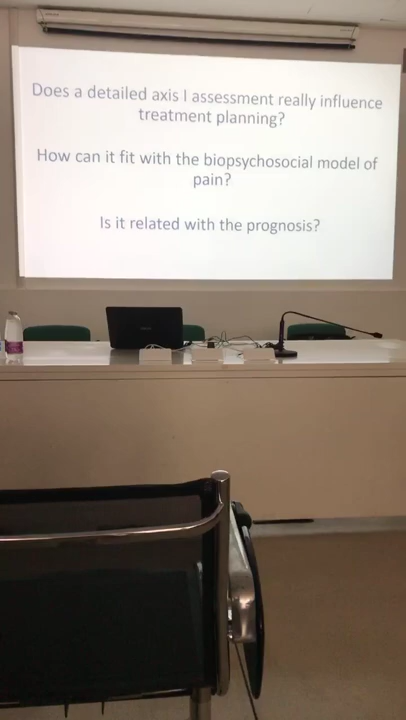 Does a detailed axis I assessment really influence
treatment planning?
How can it fit with the biopsychosocial model of
pain?
Is it related with the prognosis?